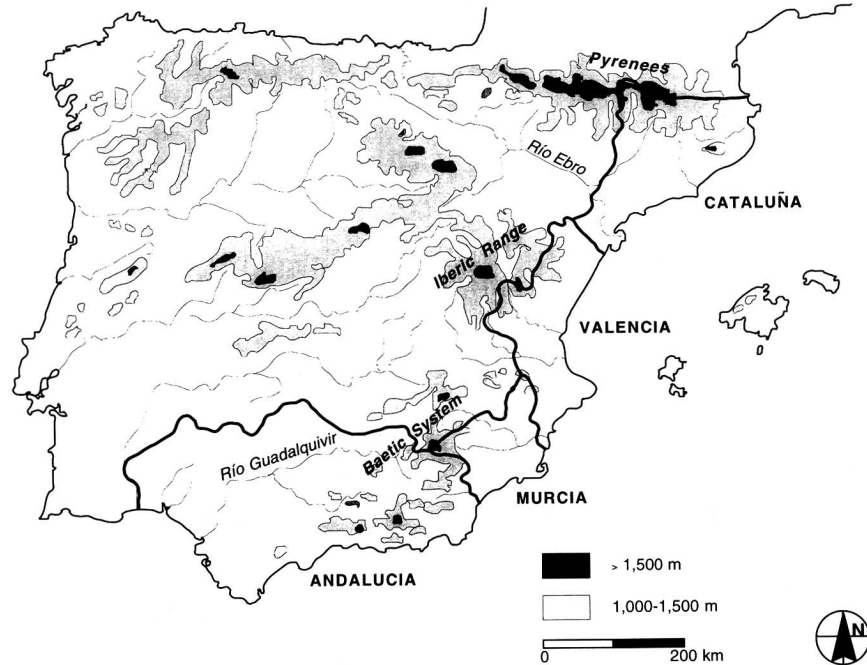 Pyrenees
Río Ebro
CATALUÑA
Iberic Range
VALENCIA
Baetic System
Río Guadalquivir
MURCIA
ANDALUCIA
> 1,500 m
1,000-1,500 m
0 200 km
N